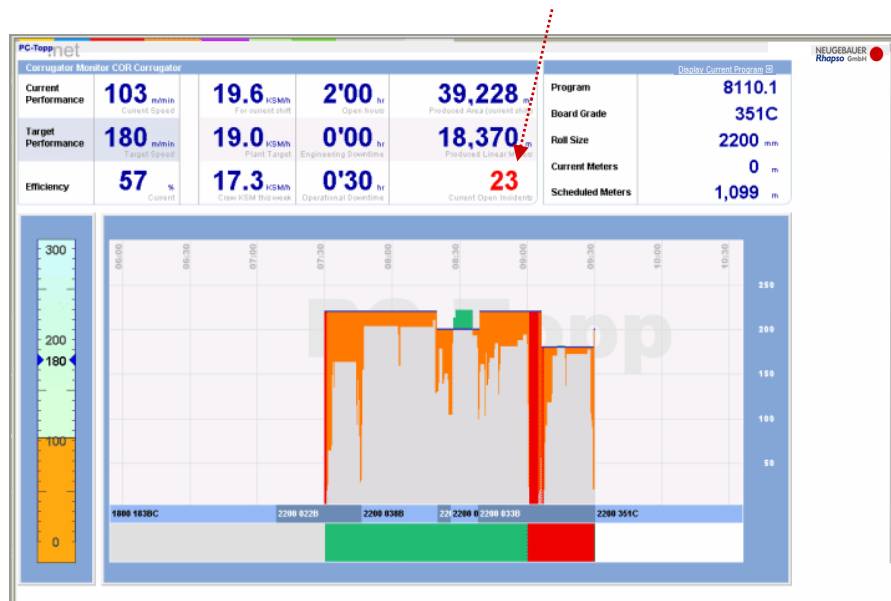 PC-Topp.net
NEUGEBAUER
Rhapso GmbH
Corrugator Monitor COR Corrugator
Display Current Program
Current Performance
103 m/min
Current Speed
19.6 KSM/h
For current shift
2'00 hr
Open hours
39,228 m
Produced Area (current shift)
Target Performance
180 m/min
Target Speed
19.0 KSM/h
Plant Target
0'00 hr
Engineering Downtime
18,370 m
Produced Linear
Efficiency
57 %
Current
17.3 KSM/h
Crew KSM this week
0'30 hr
Operational Downtime
23
Current Open Incidents
Program 8110.1
Board Grade 351C
Roll Size 2200 mm
Current Meters 0 m
Scheduled Meters 1,099 m
300
200
180
100
0
06:00 06:30 07:00 07:30 08:00 08:30 09:00 09:30 10:00 10:30
PC-Topp
250
200
150
100
50
1800 183BC 2200 022B 2200 038B 220 2200 0 2200 033B 2200 351C